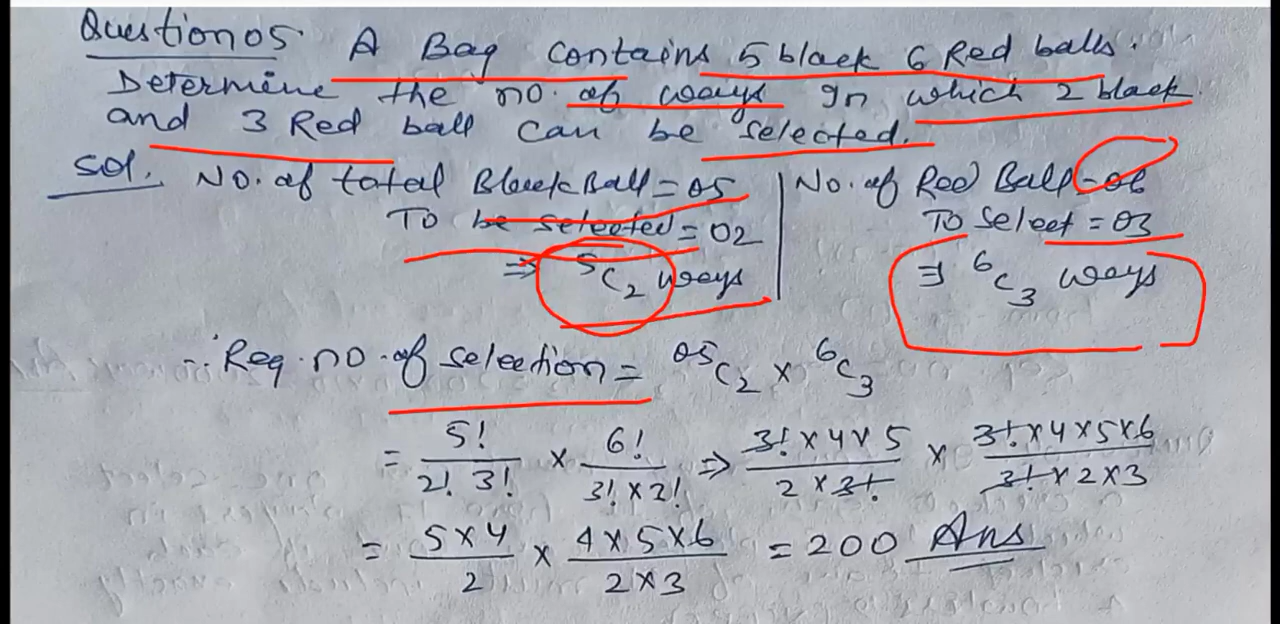 Question 05. A Bag contains 5 black 6 Red balls.
Determine the no. of ways In which 2 black
and 3 Red ball can be selected.
Sol. No. of total Black Ball = 05
To be selected = 02
⇒ ⁵C₂ ways
No. of Red Ball = 06
To select = 03
⇒ ⁶C₃ ways
∴ Req. no. of selection = ⁰⁵C₂ × ⁶C₃
= 5!/(2! 3!) × 6!/(3! × 3!) ⇒ (3! × 4 × 5)/(2 × 3!) × (3! × 4 × 5 × 6)/(3! × 2 × 3)
= (5 × 4)/2 × (4 × 5 × 6)/(2 × 3) = 200 Ans